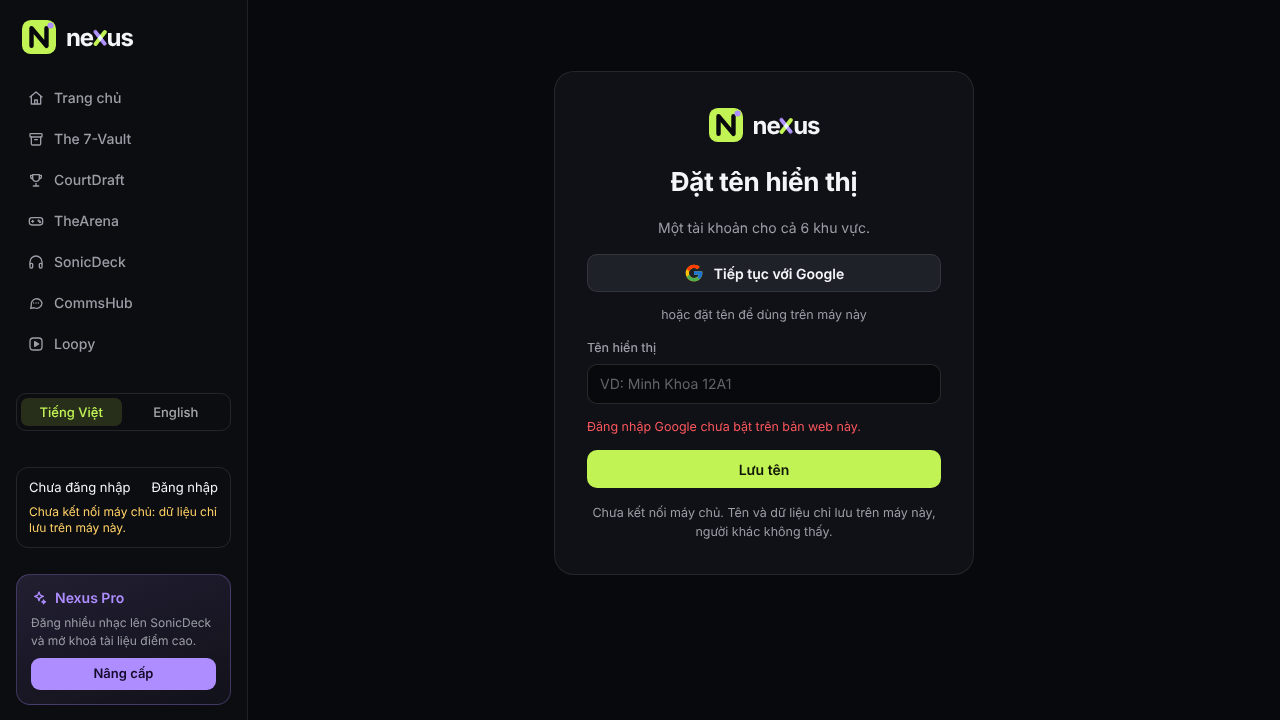 nexus
Trang chủ
The 7-Vault
CourtDraft
TheArena
SonicDeck
CommsHub
Loopy
Tiếng Việt
English
Chưa đăng nhập
Đăng nhập
Chưa kết nối máy chủ: dữ liệu chỉ
lưu trên máy này.
Nexus Pro
Đăng nhiều nhạc lên SonicDeck
và mở khoá tài liệu điểm cao.
Nâng cấp
nexus
Đặt tên hiển thị
Một tài khoản cho cả 6 khu vực.
Tiếp tục với Google
hoặc đặt tên để dùng trên máy này
Tên hiển thị
VD: Minh Khoa 12A1
Đăng nhập Google chưa bật trên bản web này.
Lưu tên
Chưa kết nối máy chủ. Tên và dữ liệu chỉ lưu trên máy này,
người khác không thấy.